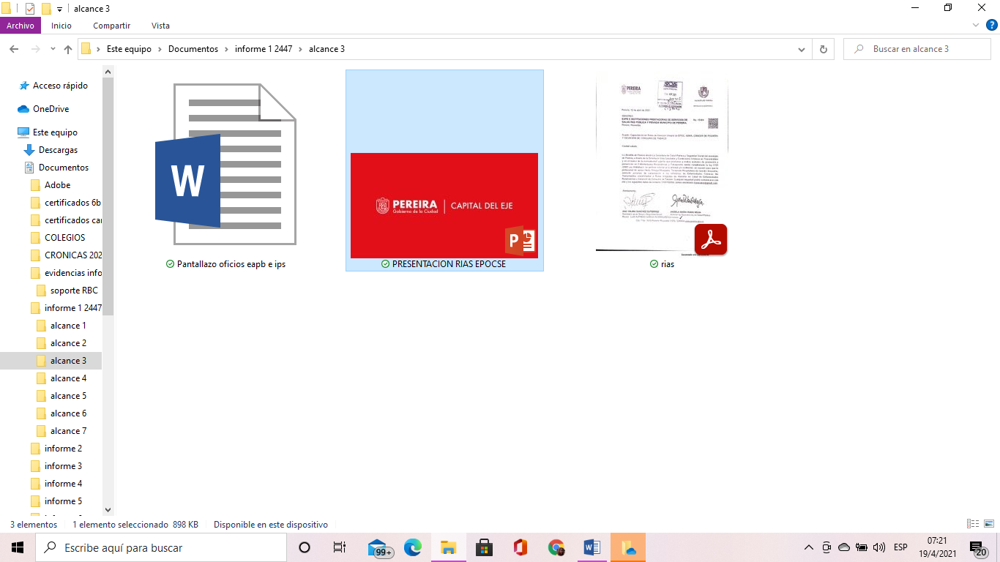 alcance 3
Archivo Inicio Compartir Vista
Este equipo Documentos informe 1 2447 alcance 3
Buscar en alcance 3
Acceso rápido
OneDrive
Este equipo
Descargas
Documentos
Adobe
certificados 6b
certificados car
COLEGIOS
CRONICAS 202
evidencias info
soporte RBC
informe 1 2447
alcance 1
alcance 2
alcance 3
alcance 4
alcance 5
alcance 6
alcance 7
informe 2
informe 3
informe 4
informe 5
W
Pantallazo oficios eapb e ips
PEREIRA
Gobierno de la Ciudad
CAPITAL DEL EJE
P
PRESENTACION RIAS EPOCSE
PEREIRA
rias
3 elementos 1 elemento seleccionado 898 KB Disponible en este dispositivo
Escribe aquí para buscar
99+
ESP
07:21
19/4/2021
20